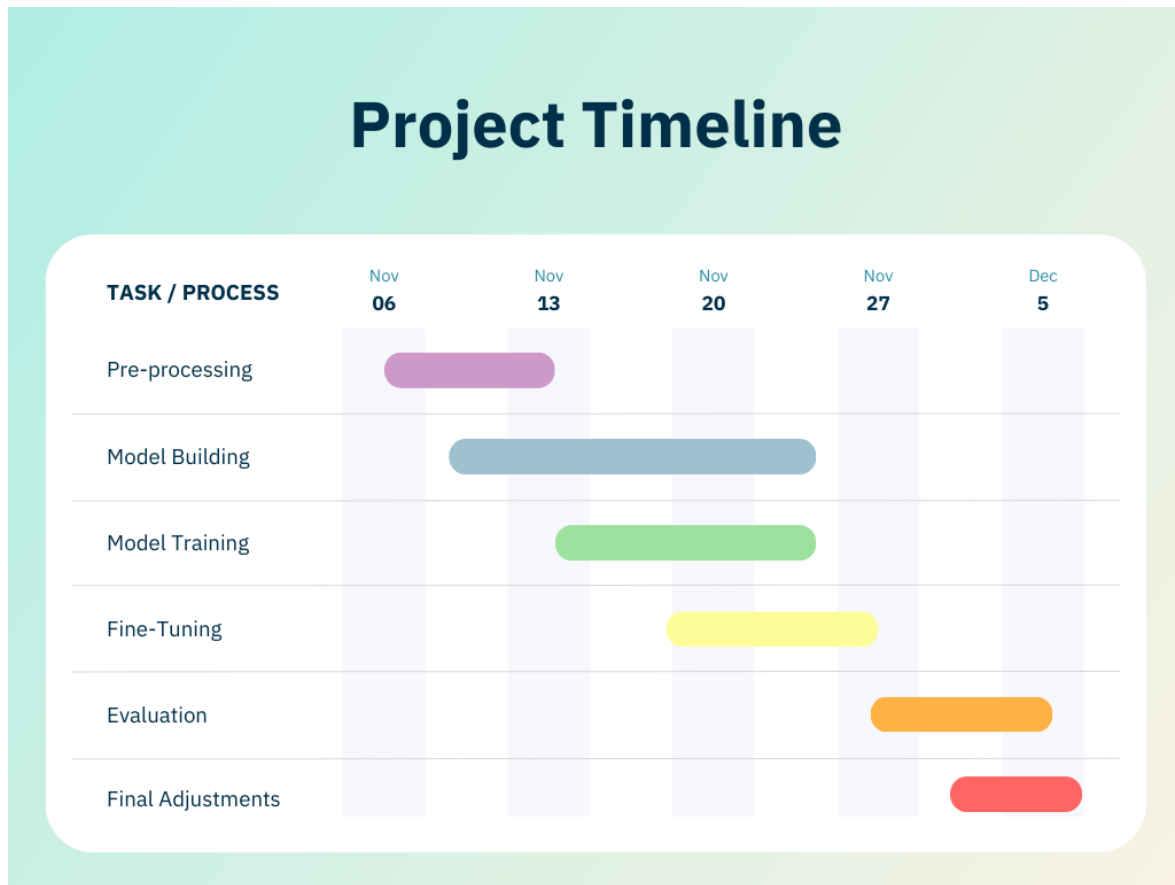 Project Timeline
TASK / PROCESS
Nov
06
Nov
13
Nov
20
Nov
27
Dec
5
Pre-processing
Model Building
Model Training
Fine-Tuning
Evaluation
Final Adjustments